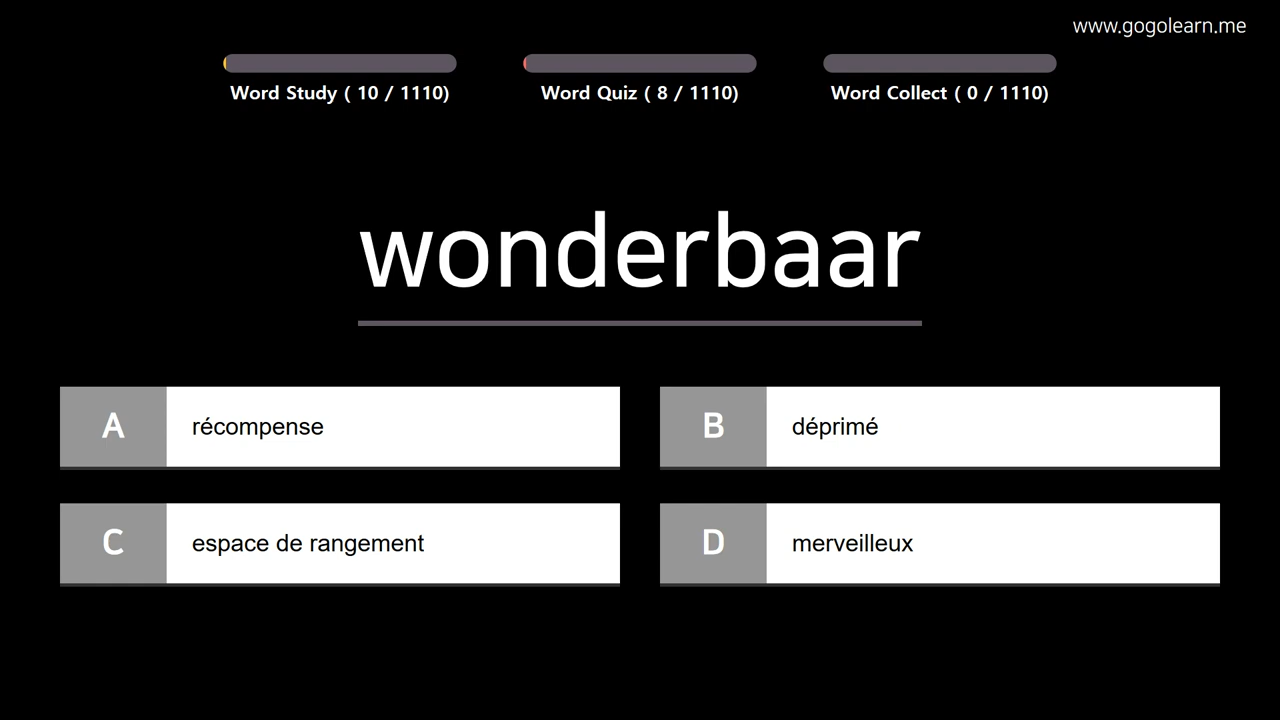 www.gogolearn.me
Word Study ( 10 / 1110)
Word Quiz ( 8 / 1110)
Word Collect ( 0 / 1110)
wonderbaar
A récompense
B déprimé
C espace de rangement
D merveilleux